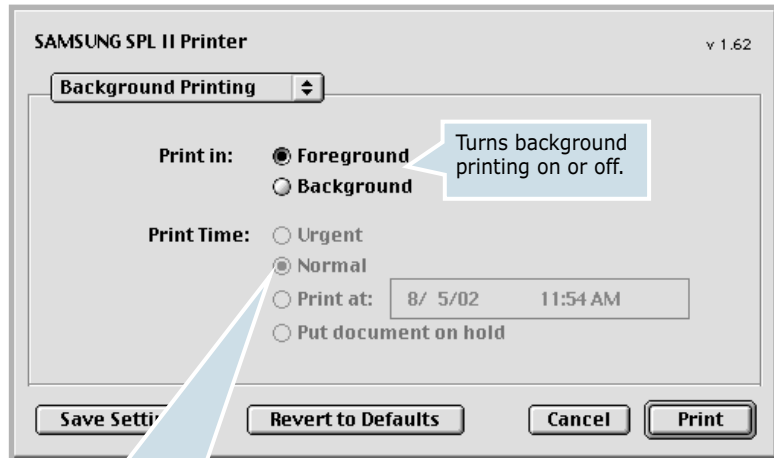 SAMSUNG SPL II Printer
v 1.62
Background Printing
Print in:
Foreground
Turns background
printing on or off.
Background
Print Time:
Urgent
Normal
Print at:
8/ 5/02 11:54 AM
Put document on hold
Save Setti
Revert to Defaults
Cancel
Print